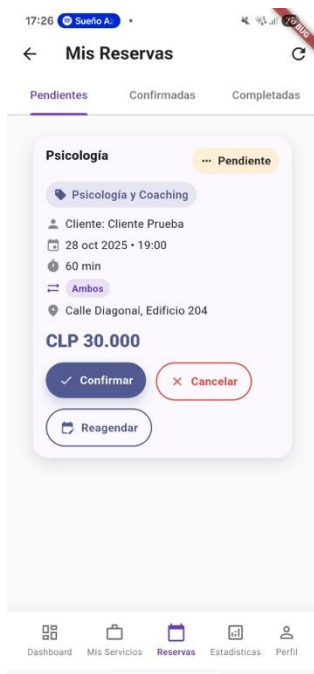 17:26 Sueño A
Mis Reservas
DEBUG
Pendientes Confirmadas Completadas
Psicología
Pendiente
Psicología y Coaching
Cliente: Cliente Prueba
28 oct 2025 • 19:00
60 min
Ambos
Calle Diagonal, Edificio 204
CLP 30.000
Confirmar Cancelar
Reagendar
Dashboard Mis Servicios Reservas Estadísticas Perfil